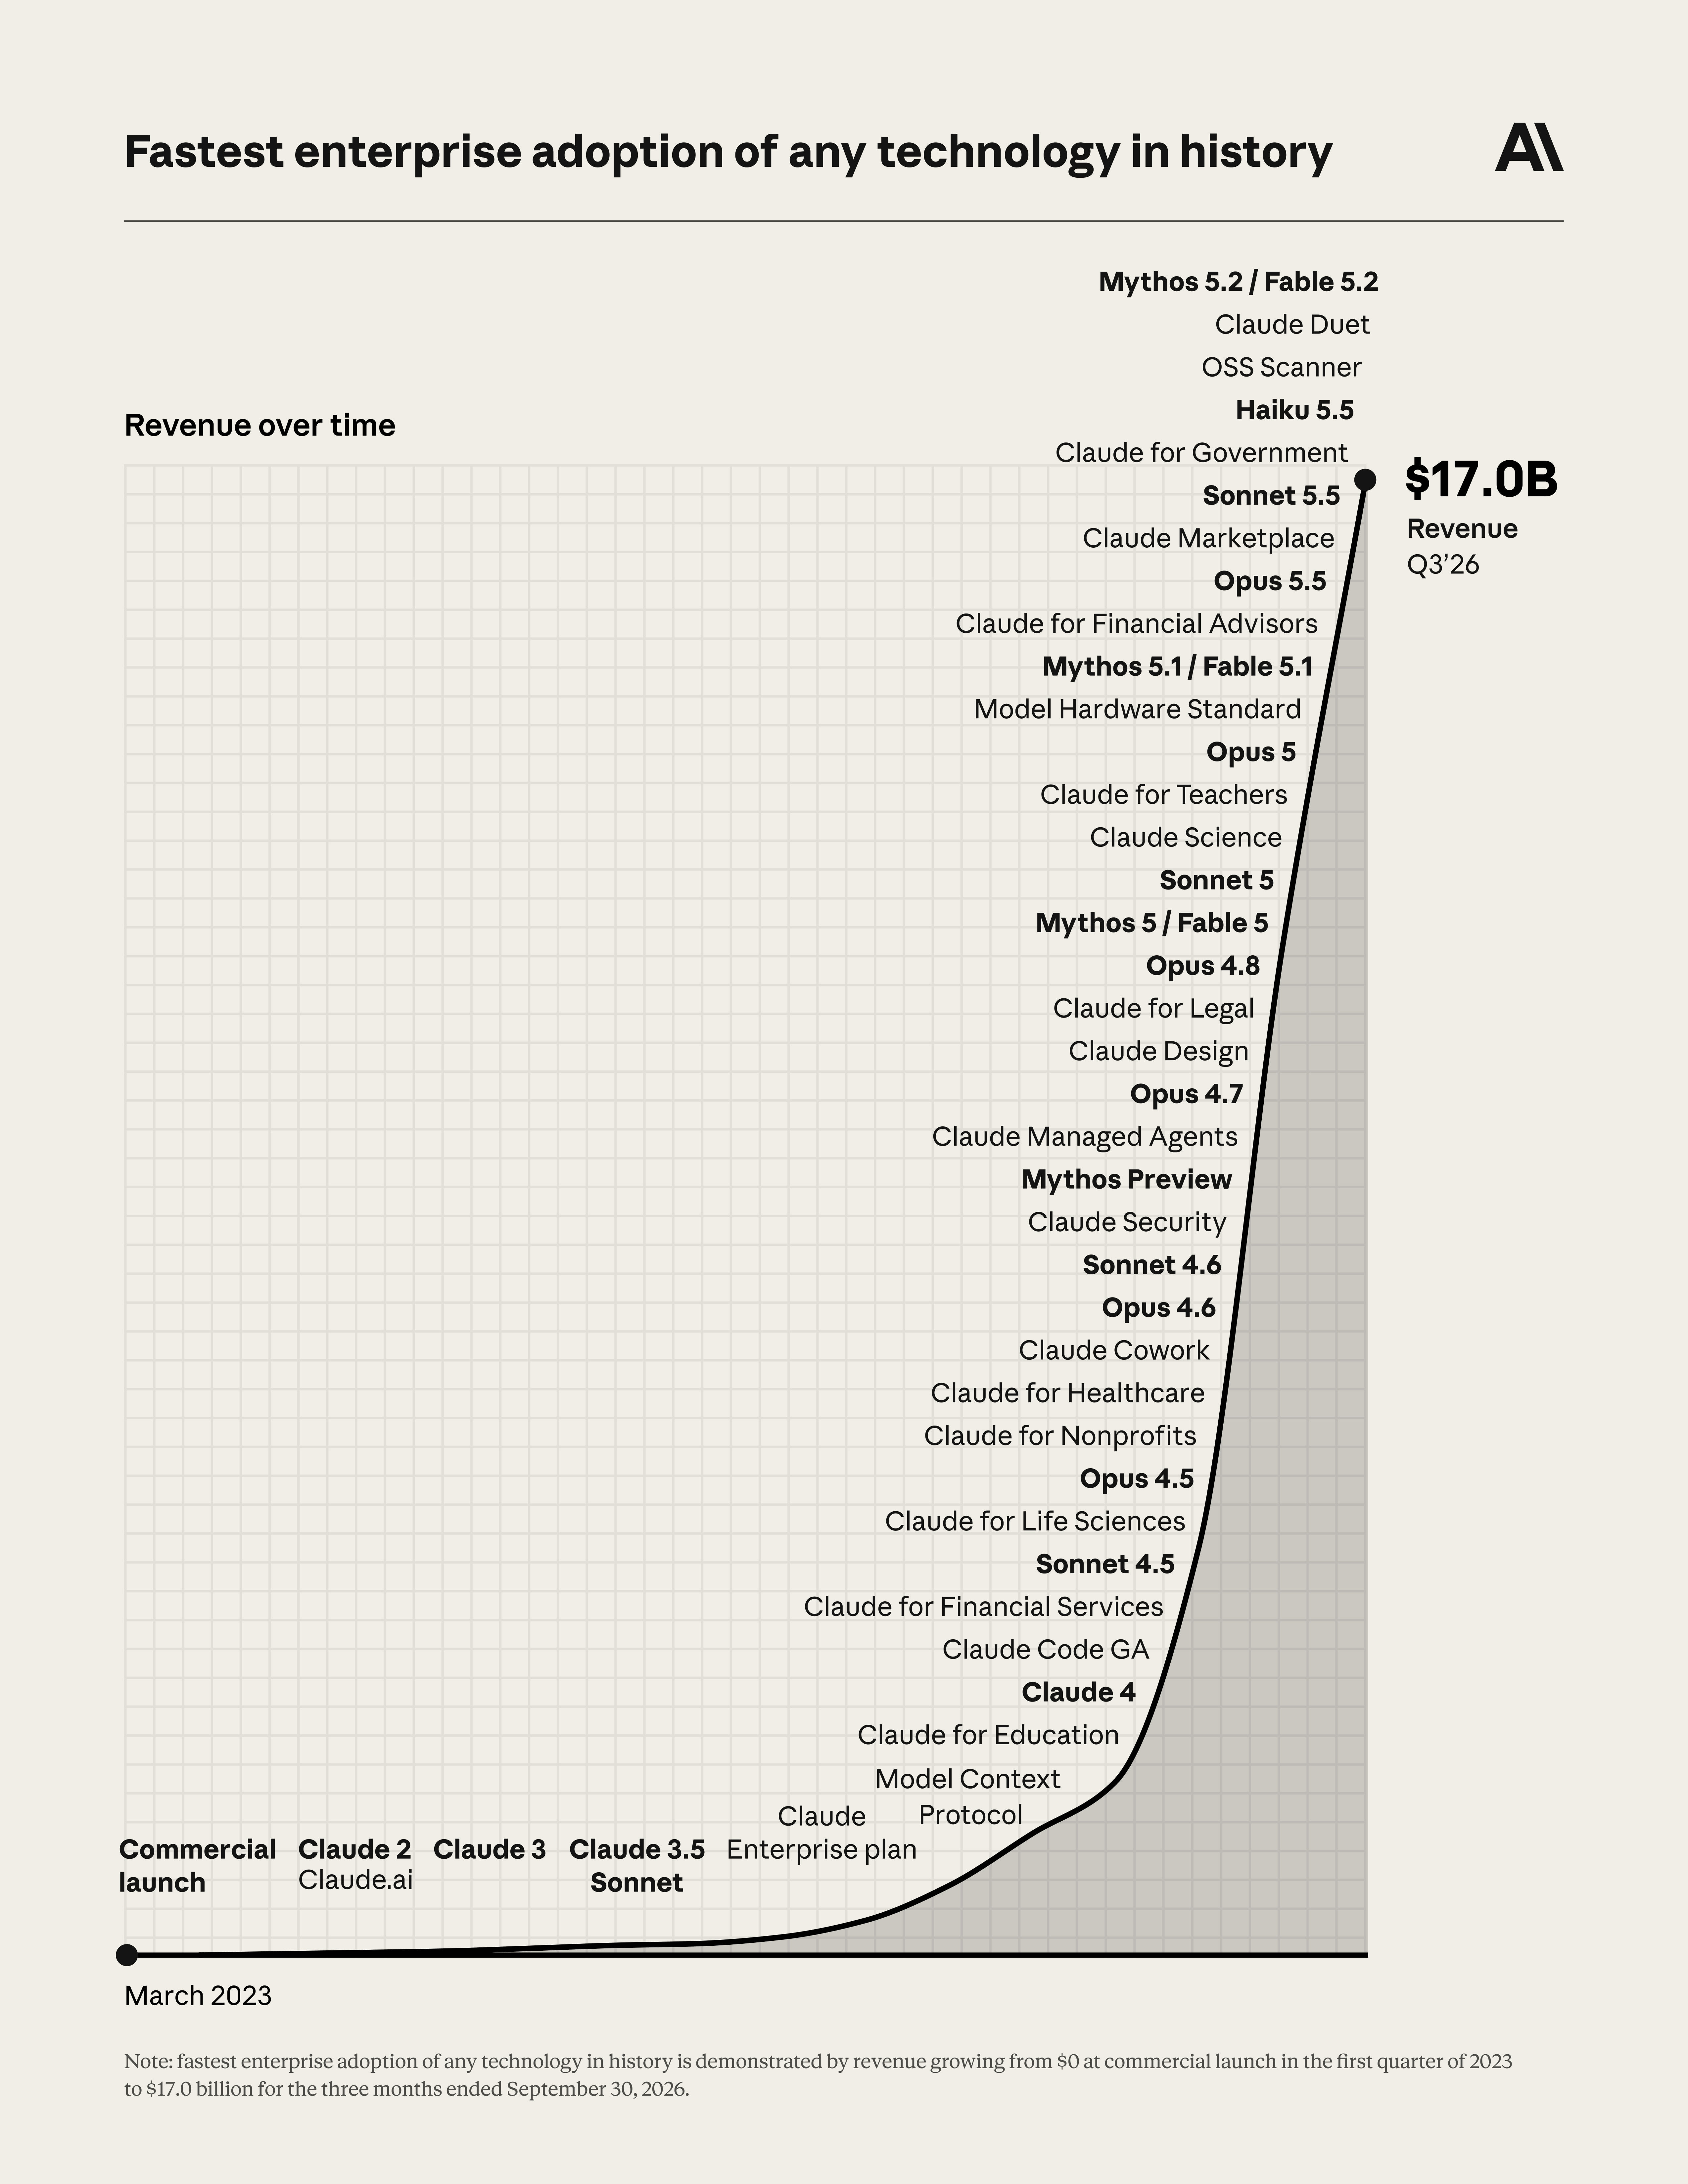 Fastest enterprise adoption of any technology in history
Mythos 5.2 / Fable 5.2
Claude Duet
OSS Scanner
Haiku 5.5
Revenue over time
Claude for Government
$17.0B
Revenue
Q3’26
Sonnet 5.5
Claude Marketplace
Opus 5.5
Claude for Financial Advisors
Mythos 5.1 / Fable 5.1
Model Hardware Standard
Opus 5
Claude for Teachers
Claude Science
Sonnet 5
Mythos 5 / Fable 5
Opus 4.8
Claude for Legal
Claude Design
Opus 4.7
Claude Managed Agents
Mythos Preview
Claude Security
Sonnet 4.6
Opus 4.6
Claude Cowork
Claude for Healthcare
Claude for Nonprofits
Opus 4.5
Claude for Life Sciences
Sonnet 4.5
Claude for Financial Services
Claude Code GA
Claude 4
Claude for Education
Model Context
Protocol
Claude
Enterprise plan
Commercial
launch
Claude 2
Claude.ai
Claude 3
Claude 3.5
Sonnet
March 2023
Note: fastest enterprise adoption of any technology in history is demonstrated by revenue growing from $0 at commercial launch in the first quarter of 2023
to $17.0 billion for the three months ended September 30, 2026.